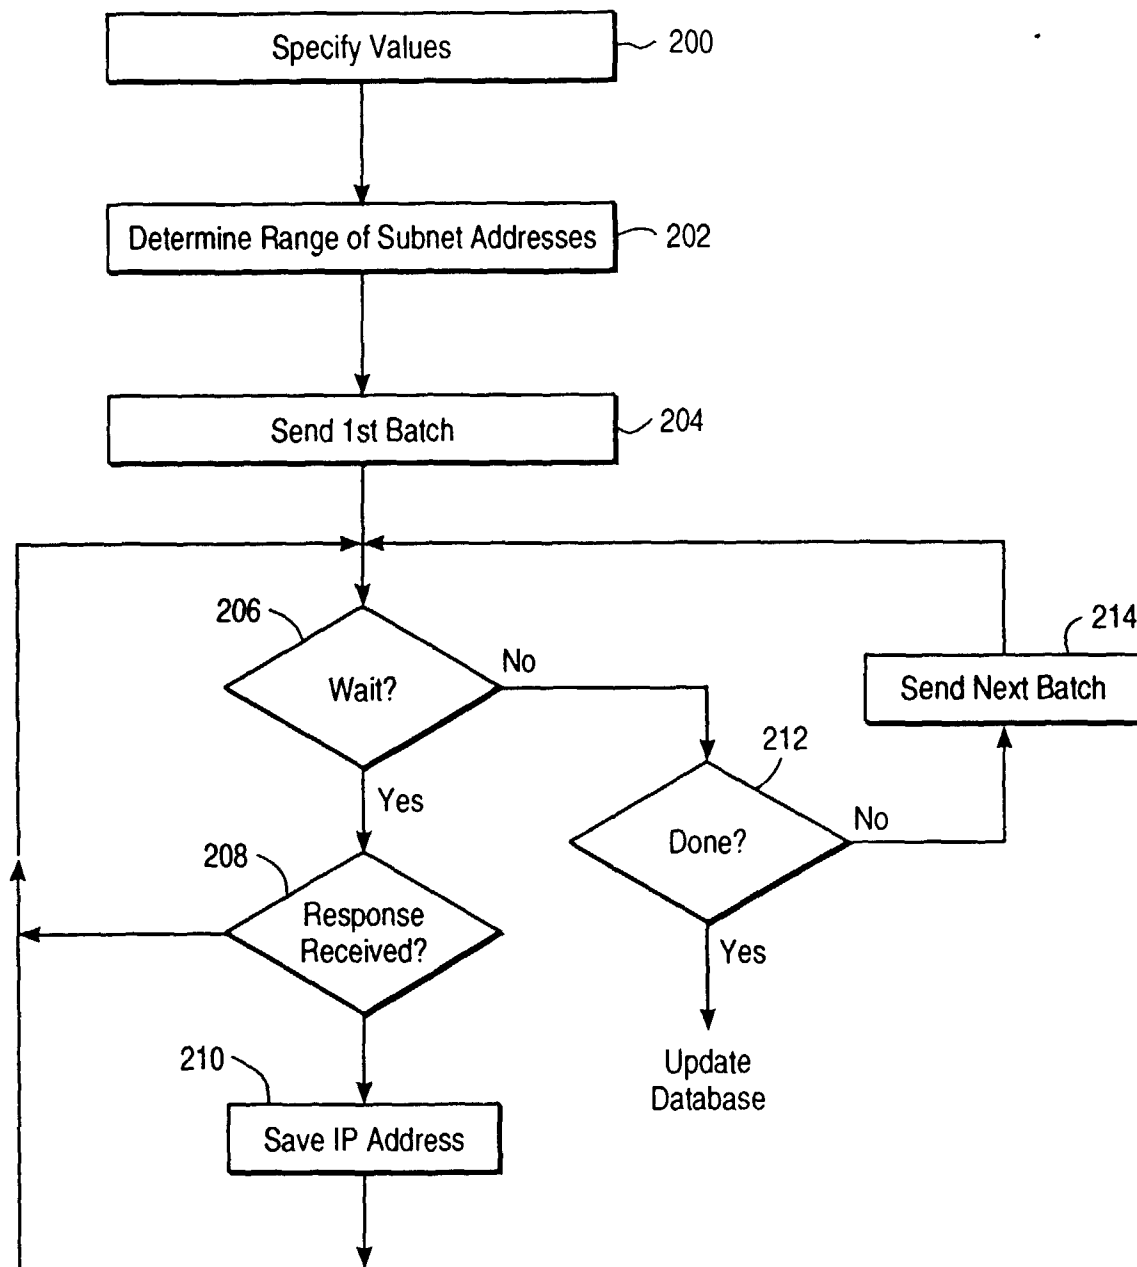 Specify Values
200
Determine Range of Subnet Addresses
202
Send 1st Batch
204
206
Wait?
No
Yes
214
Send Next Batch
212
Done?
No
Yes
208
Response
Received?
Update
Database
210
Save IP Address